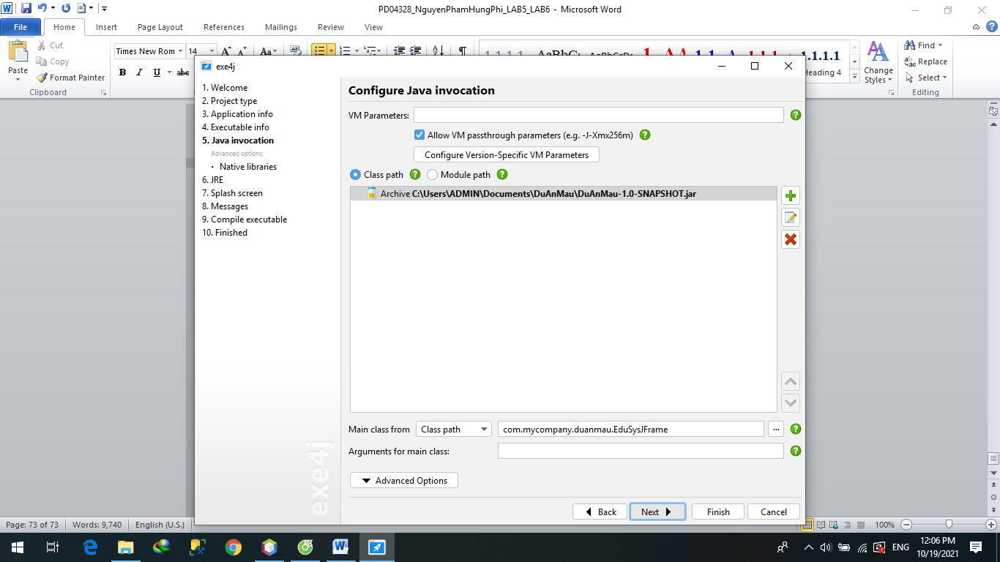 PD04328_NguyenPhamHungPhi_LAB5_LAB6 - Microsoft Word
File Home Insert Page Layout References Mailings Review View
Paste
Cut
Copy
Format Painter
Clipboard
Times New Rom 14
B I U abc
AaBbC
1.1.1.1
Heading 4
Change Styles
Find
Replace
Select
Editing
exe4j
1. Welcome
2. Project type
3. Application info
4. Executable info
5. Java invocation
Advanced options:
Native libraries
6. JRE
7. Splash screen
8. Messages
9. Compile executable
10. Finished
exe4j
Configure Java invocation
VM Parameters:
Allow VM passthrough parameters (e.g. -J-Xmx256m)
Configure Version-Specific VM Parameters
Class path Module path
Archive C:\Users\ADMIN\Documents\DuAnMau\DuAnMau-1.0-SNAPSHOT.jar
Main class from Class path com.mycompany.duanmau.EduSysJFrame ...
Arguments for main class:
Advanced Options
Back Next Finish Cancel
Page: 73 of 73 Words: 9,740 English (U.S.) 100%
ENG
12:06 PM
10/19/2021